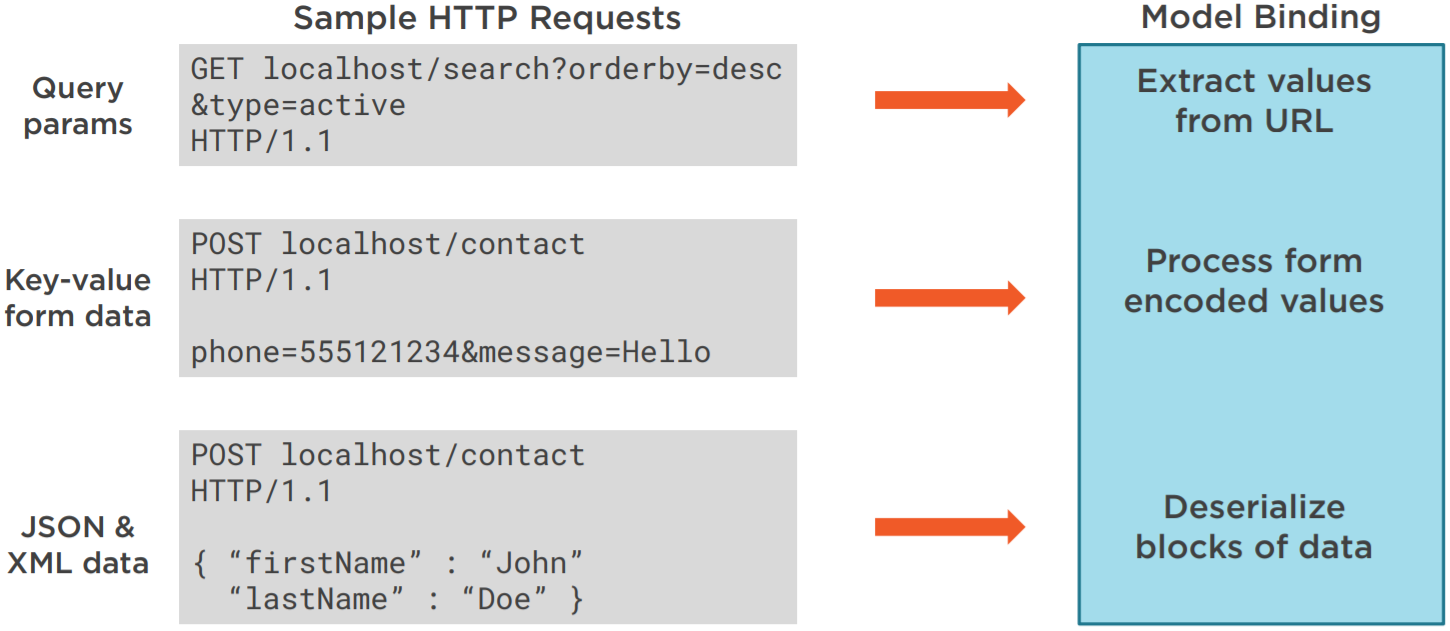 Sample HTTP Requests
Model Binding
Query
params
GET localhost/search?orderby=desc
&type=active
HTTP/1.1
Extract values
from URL
Key-value
form data
POST localhost/contact
HTTP/1.1
phone=555121234&message=Hello
Process form
encoded values
JSON &
XML data
POST localhost/contact
HTTP/1.1
{ “firstName” : “John”
“lastName” : “Doe” }
Deserialize
blocks of data